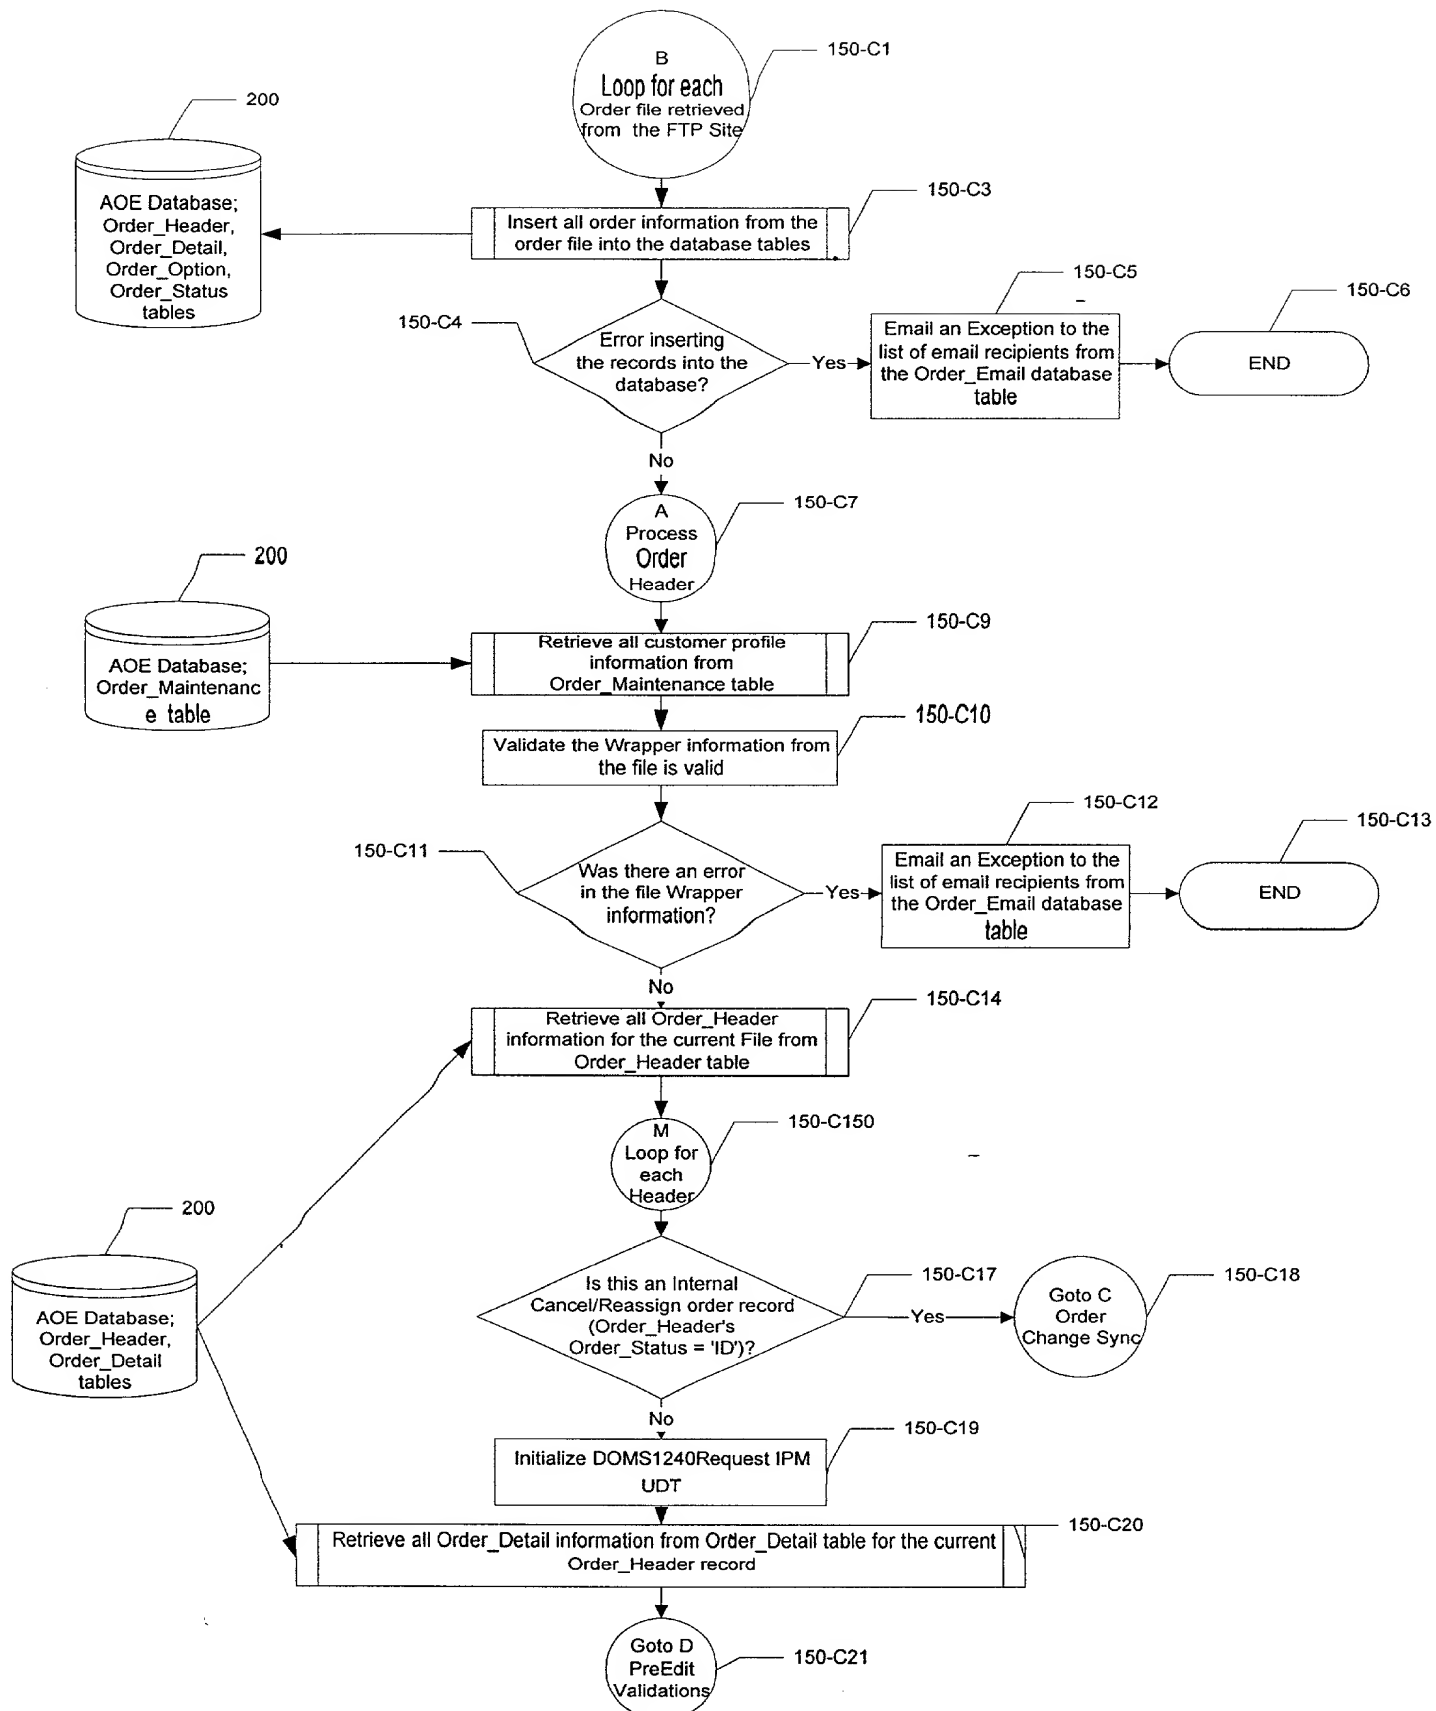 B
Loop for each
Order file retrieved
from the FTP Site
150-C1
200
AOE Database;
Order_Header,
Order_Detail,
Order_Option,
Order_Status
tables
Insert all order information from the
order file into the database tables
150-C3
150-C4
Error inserting
the records into the
database?
Yes
150-C5
Email an Exception to the
list of email recipients from
the Order_Email database
table
150-C6
END
No
A
Process
Order
Header
150-C7
200
AOE Database;
Order_Maintenanc
e table
Retrieve all customer profile
information from
Order_Maintenance table
150-C9
Validate the Wrapper information from
the file is valid
150-C10
150-C11
Was there an error
in the file Wrapper
information?
Yes
150-C12
Email an Exception to the
list of email recipients from
the Order_Email database
table
150-C13
END
No
Retrieve all Order_Header
information for the current File from
Order_Header table
150-C14
M
Loop for
each
Header
150-C150
200
AOE Database;
Order_Header,
Order_Detail
tables
Is this an Internal
Cancel/Reassign order record
(Order_Header's
Order_Status = 'ID')?
150-C17
Yes
Goto C
Order
Change Sync
150-C18
No
Initialize DOMS1240Request IPM
UDT
150-C19
Retrieve all Order_Detail information from Order_Detail table for the current
Order_Header record
150-C20
Goto D
PreEdit
Validations
150-C21